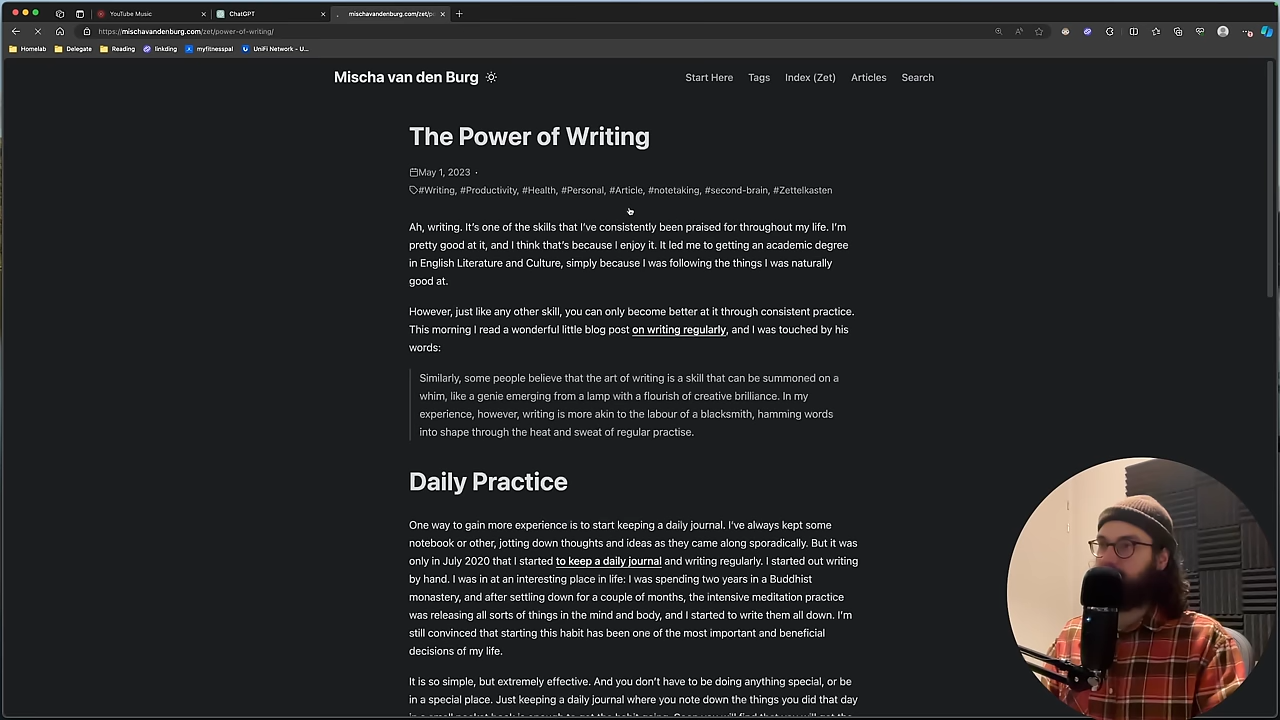 YouTube Music
ChatGPT
mischavandenburg.com/zet/p
https://mischavandenburg.com/zet/power-of-writing/
Homelab
Delegate
Reading
linkding
myfitnesspal
UniFi Network - U...
Mischa van den Burg
Start Here
Tags
Index (Zet)
Articles
Search
The Power of Writing
May 1, 2023 ·
#Writing, #Productivity, #Health, #Personal, #Article, #notetaking, #second-brain, #Zettelkasten
Ah, writing. It's one of the skills that I've consistently been praised for throughout my life. I'm
pretty good at it, and I think that's because I enjoy it. It led me to getting an academic degree
in English Literature and Culture, simply because I was following the things I was naturally
good at.
However, just like any other skill, you can only become better at it through consistent practice.
This morning I read a wonderful little blog post on writing regularly, and I was touched by his
words:
Similarly, some people believe that the art of writing is a skill that can be summoned on a
whim, like a genie emerging from a lamp with a flourish of creative brilliance. In my
experience, however, writing is more akin to the labour of a blacksmith, hamming words
into shape through the heat and sweat of regular practise.
Daily Practice
One way to gain more experience is to start keeping a daily journal. I've always kept some
notebook or other, jotting down thoughts and ideas as they came along sporadically. But it was
only in July 2020 that I started to keep a daily journal and writing regularly. I started out writing
by hand. I was in at an interesting place in life: I was spending two years in a Buddhist
monastery, and after settling down for a couple of months, the intensive meditation practice
was releasing all sorts of things in the mind and body, and I started to write them all down. I'm
still convinced that starting this habit has been one of the most important and beneficial
decisions of my life.
It is so simple, but extremely effective. And you don't have to be doing anything special, or be
in a special place. Just keeping a daily journal where you note down the things you did that day